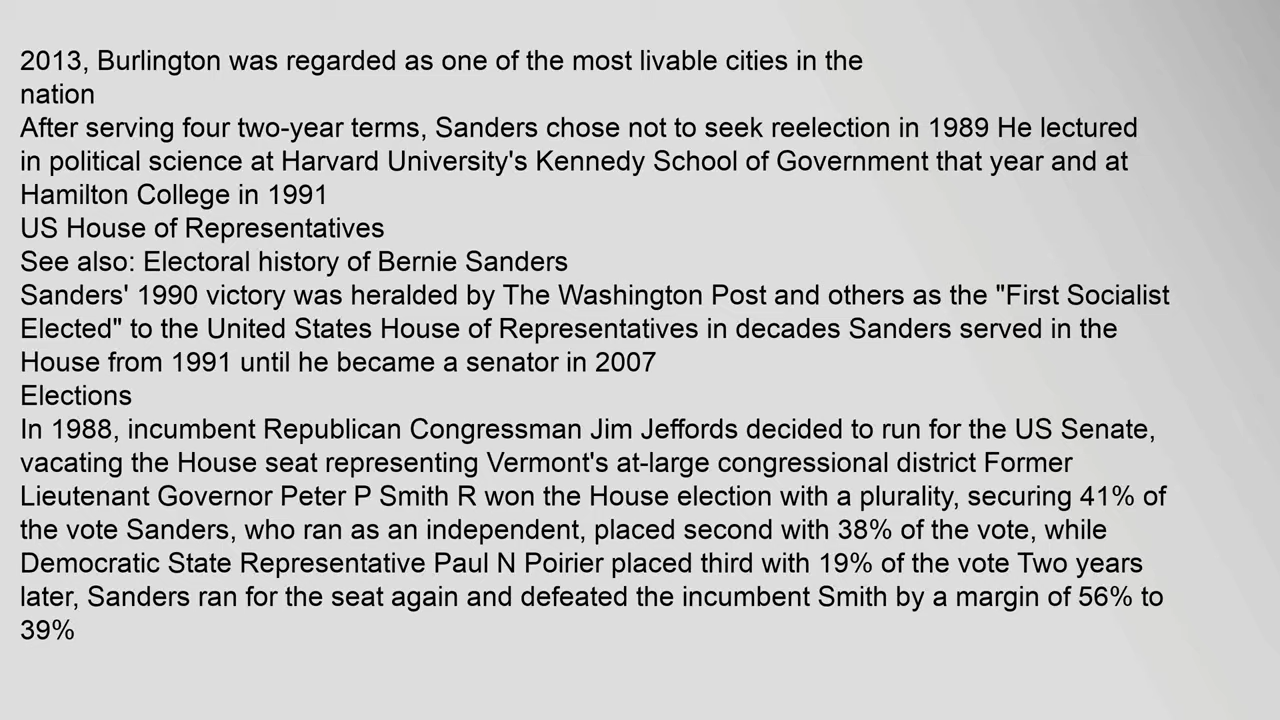 2013, Burlington was regarded as one of the most livable cities in the
nation
After serving four two-year terms, Sanders chose not to seek reelection in 1989 He lectured
in political science at Harvard University's Kennedy School of Government that year and at
Hamilton College in 1991
US House of Representatives
See also: Electoral history of Bernie Sanders
Sanders' 1990 victory was heralded by The Washington Post and others as the "First Socialist
Elected" to the United States House of Representatives in decades Sanders served in the
House from 1991 until he became a senator in 2007
Elections
In 1988, incumbent Republican Congressman Jim Jeffords decided to run for the US Senate,
vacating the House seat representing Vermont's at-large congressional district Former
Lieutenant Governor Peter P Smith R won the House election with a plurality, securing 41% of
the vote Sanders, who ran as an independent, placed second with 38% of the vote, while
Democratic State Representative Paul N Poirier placed third with 19% of the vote Two years
later, Sanders ran for the seat again and defeated the incumbent Smith by a margin of 56% to
39%